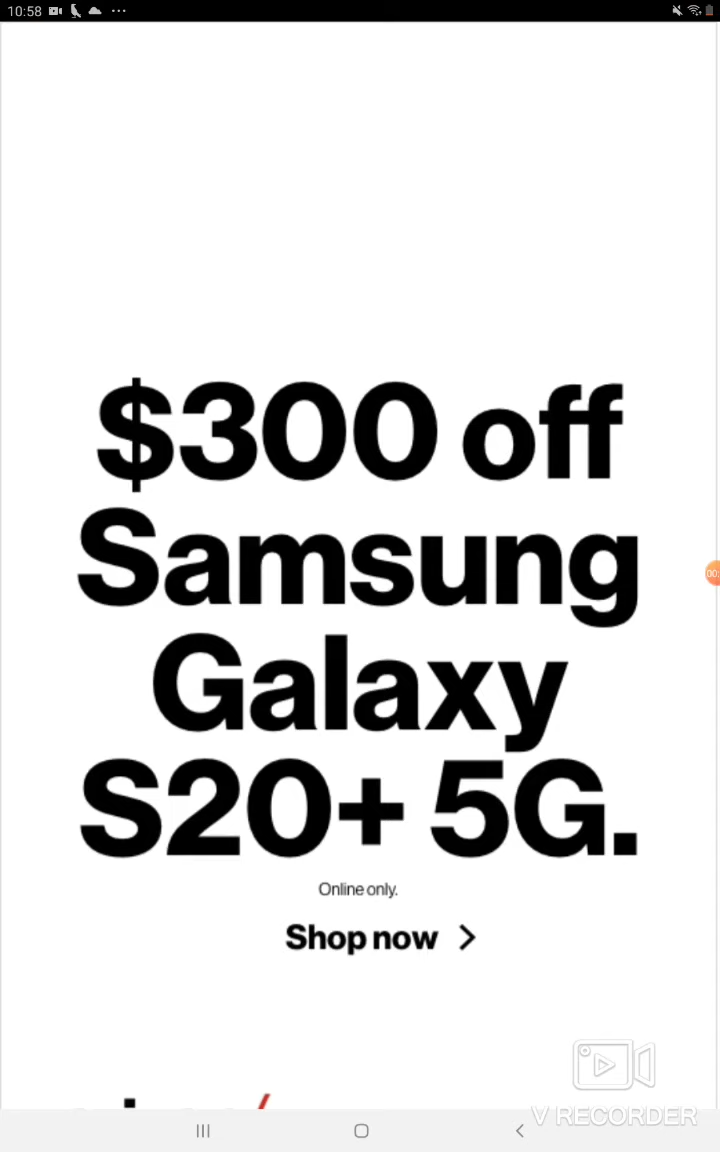 10:58
$300 off
Samsung
Galaxy
S20+ 5G.
Online only.
Shop now
V RECORDER